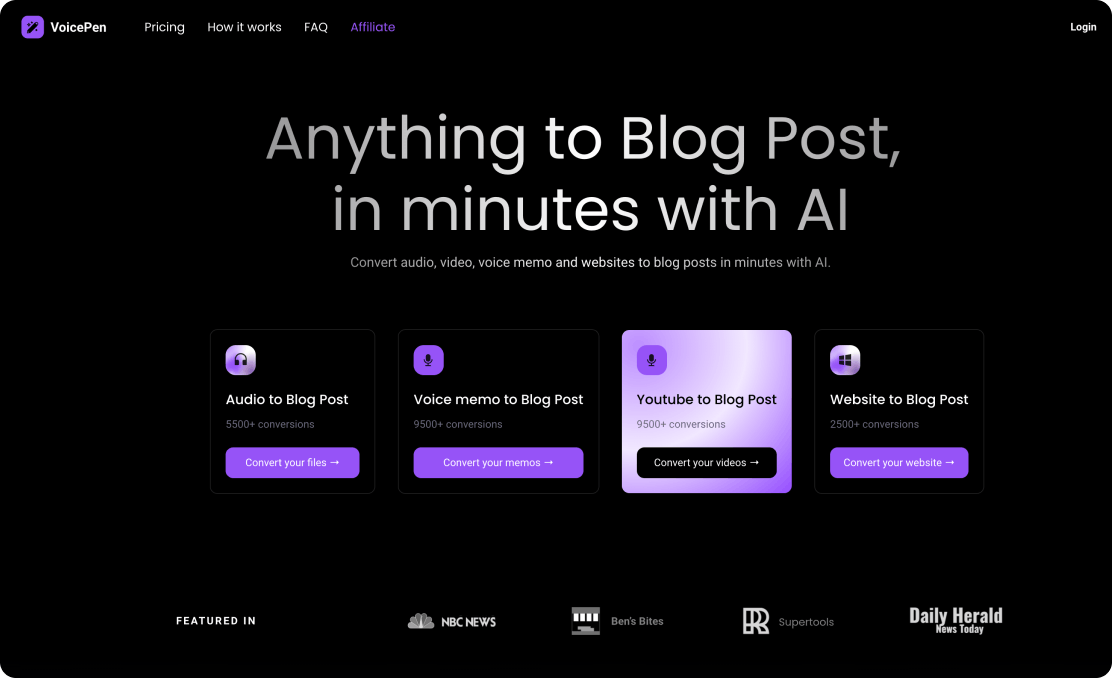 VoicePen
Pricing
How it works
FAQ
Affiliate
Login
Anything to Blog Post,
in minutes with AI
Convert audio, video, voice memo and websites to blog posts in minutes with AI.
Audio to Blog Post
5500+ conversions
Convert your files →
Voice memo to Blog Post
9500+ conversions
Convert your memos →
Youtube to Blog Post
9500+ conversions
Convert your videos →
Website to Blog Post
2500+ conversions
Convert your website →
FEATURED IN
NBC NEWS
Ben's Bites
Supertools
Daily Herald
News Today